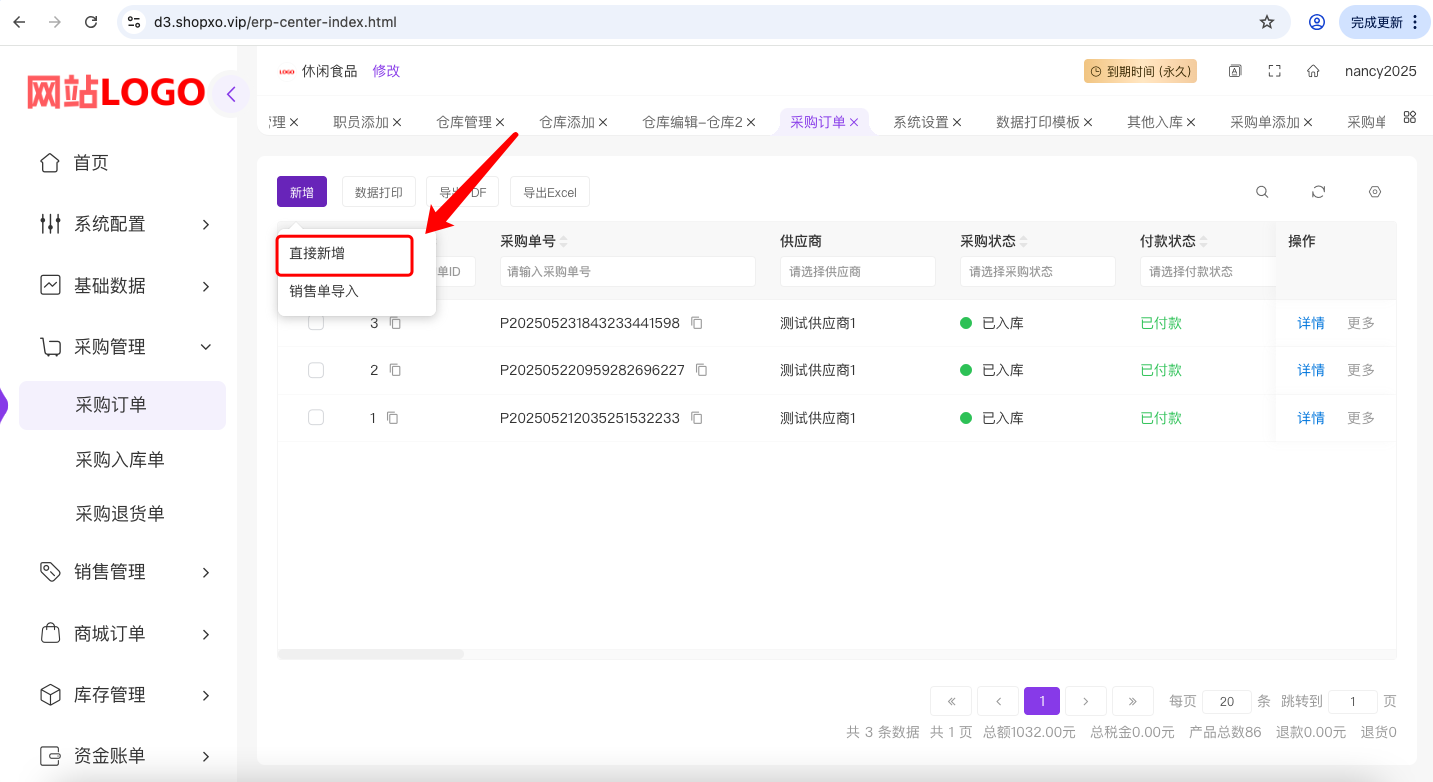 d3.shopxo.vip/erp-center-index.html
完成更新
网站LOGO
LOGO 休闲食品 修改
到期时间 (永久)
nancy2025
管理 职员添加 仓库管理 仓库添加 仓库编辑-仓库2 采购订单 系统设置 数据打印模板 其他入库 采购单添加 采购单
首页
系统配置
基础数据
采购管理
采购订单
采购入库单
采购退货单
销售管理
商城订单
库存管理
资金账单
新增 数据打印 导出PDF 导出Excel
直接新增
销售单导入
采购单号 供应商 采购状态 付款状态 操作
单ID 请输入采购单号 请选择供应商 请选择采购状态 请选择付款状态
3 P202505231843233441598 测试供应商1 已入库 已付款 详情 更多
2 P202505220959282696227 测试供应商1 已入库 已付款 详情 更多
1 P202505212035251532233 测试供应商1 已入库 已付款 详情 更多
« ‹ 1 › » 每页 20 条 跳转到 1 页
共 3 条数据 共 1 页 总额1032.00元 总税金0.00元 产品总数86 退款0.00元 退货0